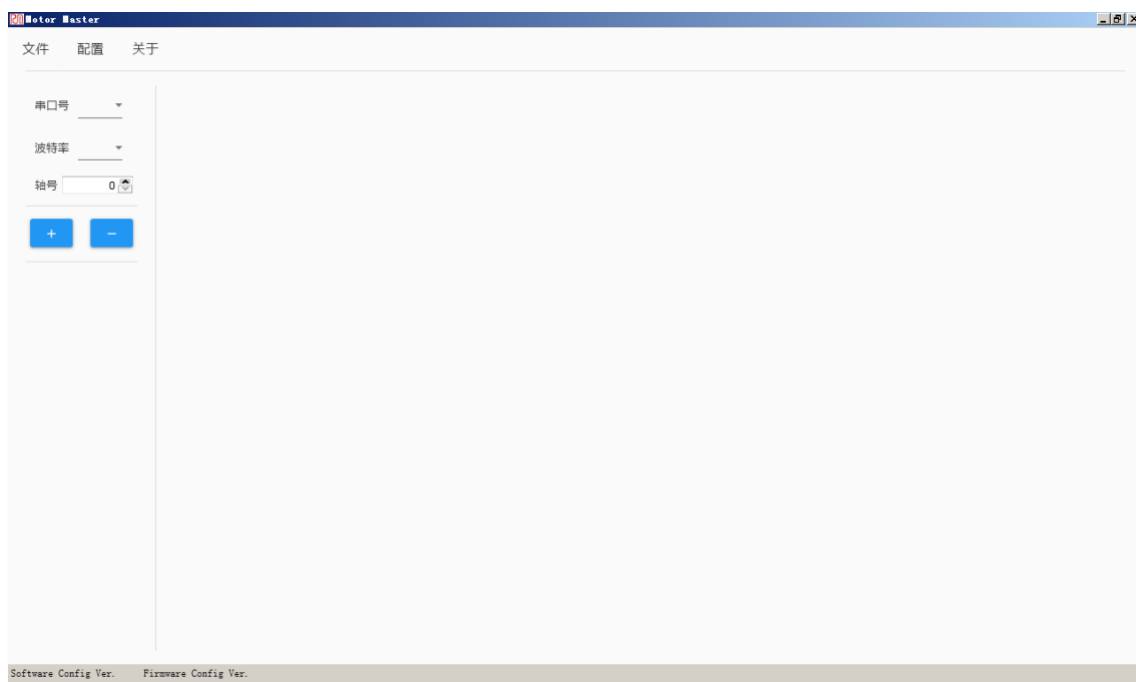 Motor Master
文件 配置 关于
串口号
波特率
轴号 0
+ −
Software Config Ver. Firmware Config Ver.